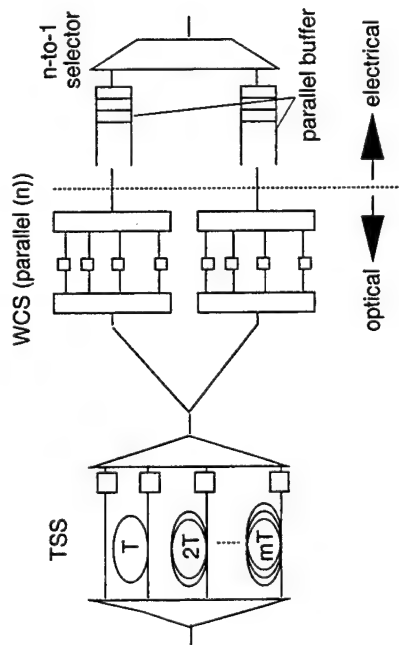 TSS
WCS (parallel (n))
n-to-1
selector
T
2T
mT
parallel buffer
optical
electrical